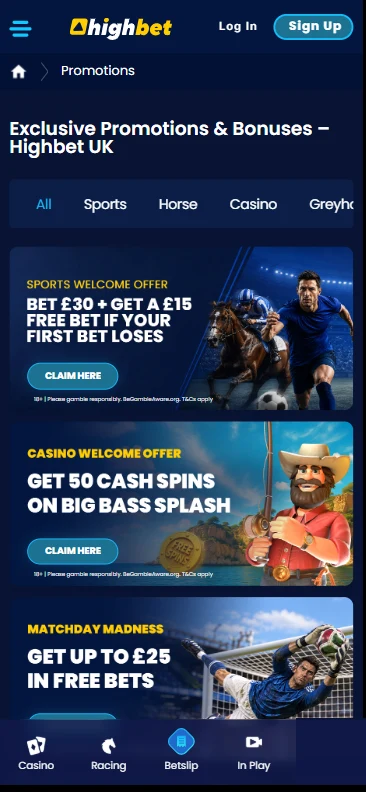 highbet
Log In
Sign Up
Promotions
Exclusive Promotions & Bonuses –
Highbet UK
All Sports Horse Casino Greyho
SPORTS WELCOME OFFER
BET £30 + GET A £15
FREE BET IF YOUR
FIRST BET LOSES
CLAIM HERE
18+ | Please gamble responsibly. BeGambleAware.org. T&Cs apply
CASINO WELCOME OFFER
GET 50 CASH SPINS
ON BIG BASS SPLASH
FREE SPINS
CLAIM HERE
18+ | Please gamble responsibly. BeGambleAware.org. T&Cs apply
MATCHDAY MADNESS
GET UP TO £25
IN FREE BETS
Casino Racing Betslip In Play